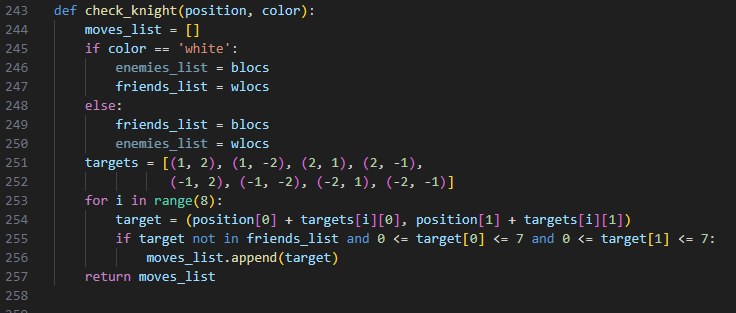 243 def check_knight(position, color):
244     moves_list = []
245     if color == 'white':
246         enemies_list = blocs
247         friends_list = wlocs
248     else:
249         friends_list = blocs
250         enemies_list = wlocs
251     targets = [(1, 2), (1, -2), (2, 1), (2, -1),
252                (-1, 2), (-1, -2), (-2, 1), (-2, -1)]
253     for i in range(8):
254         target = (position[0] + targets[i][0], position[1] + targets[i][1])
255         if target not in friends_list and 0 <= target[0] <= 7 and 0 <= target[1] <= 7:
256             moves_list.append(target)
257     return moves_list
258